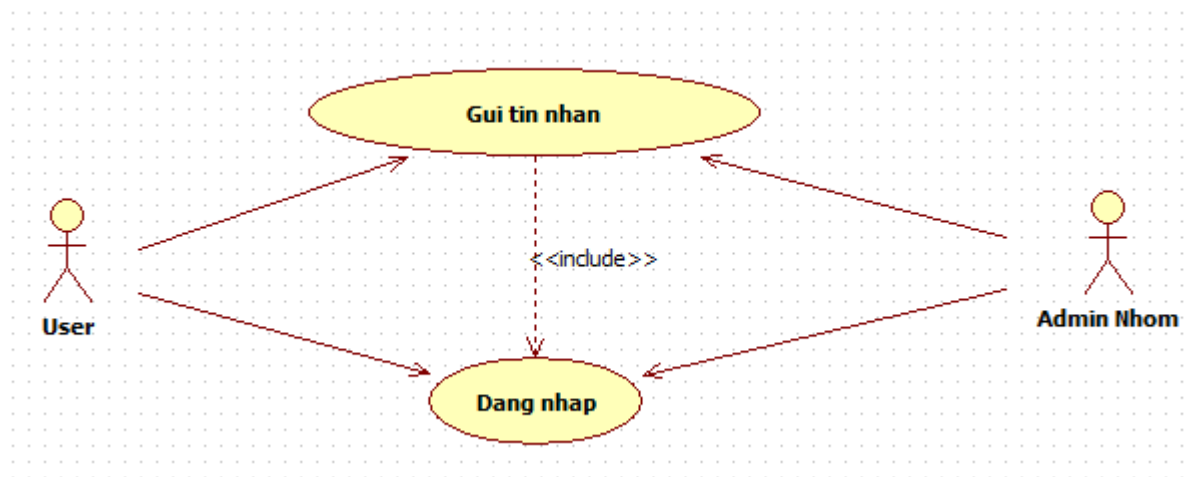 Gui tin nhan
<<include>>
User
Admin Nhom
Dang nhap